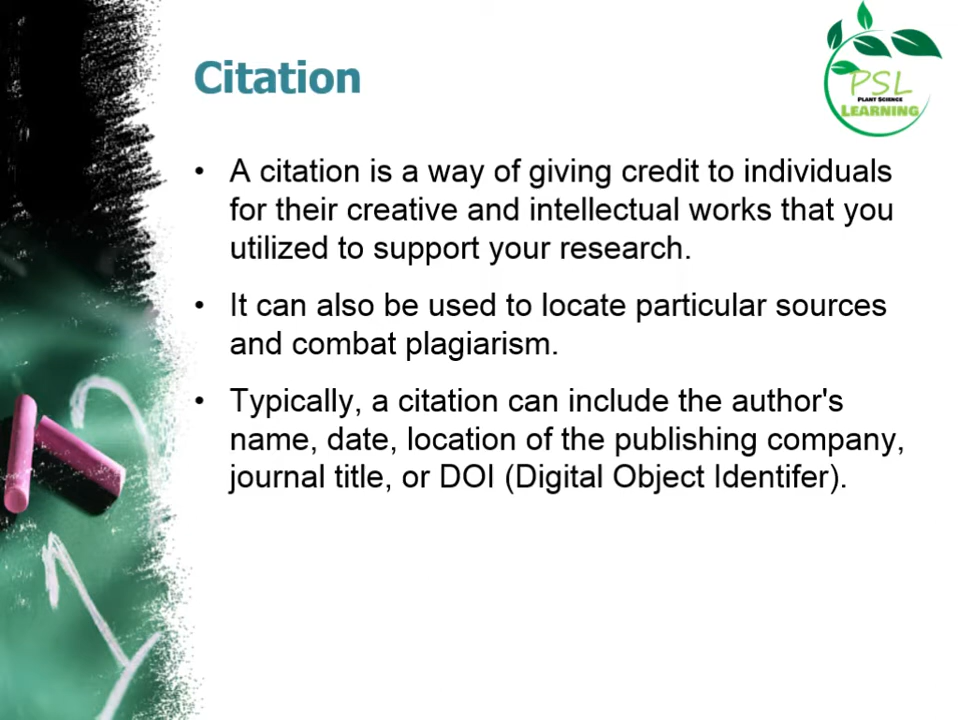 Citation
PSL
PLANT SCIENCE
LEARNING
• A citation is a way of giving credit to individuals
for their creative and intellectual works that you
utilized to support your research.
• It can also be used to locate particular sources
and combat plagiarism.
• Typically, a citation can include the author's
name, date, location of the publishing company,
journal title, or DOI (Digital Object Identifer).